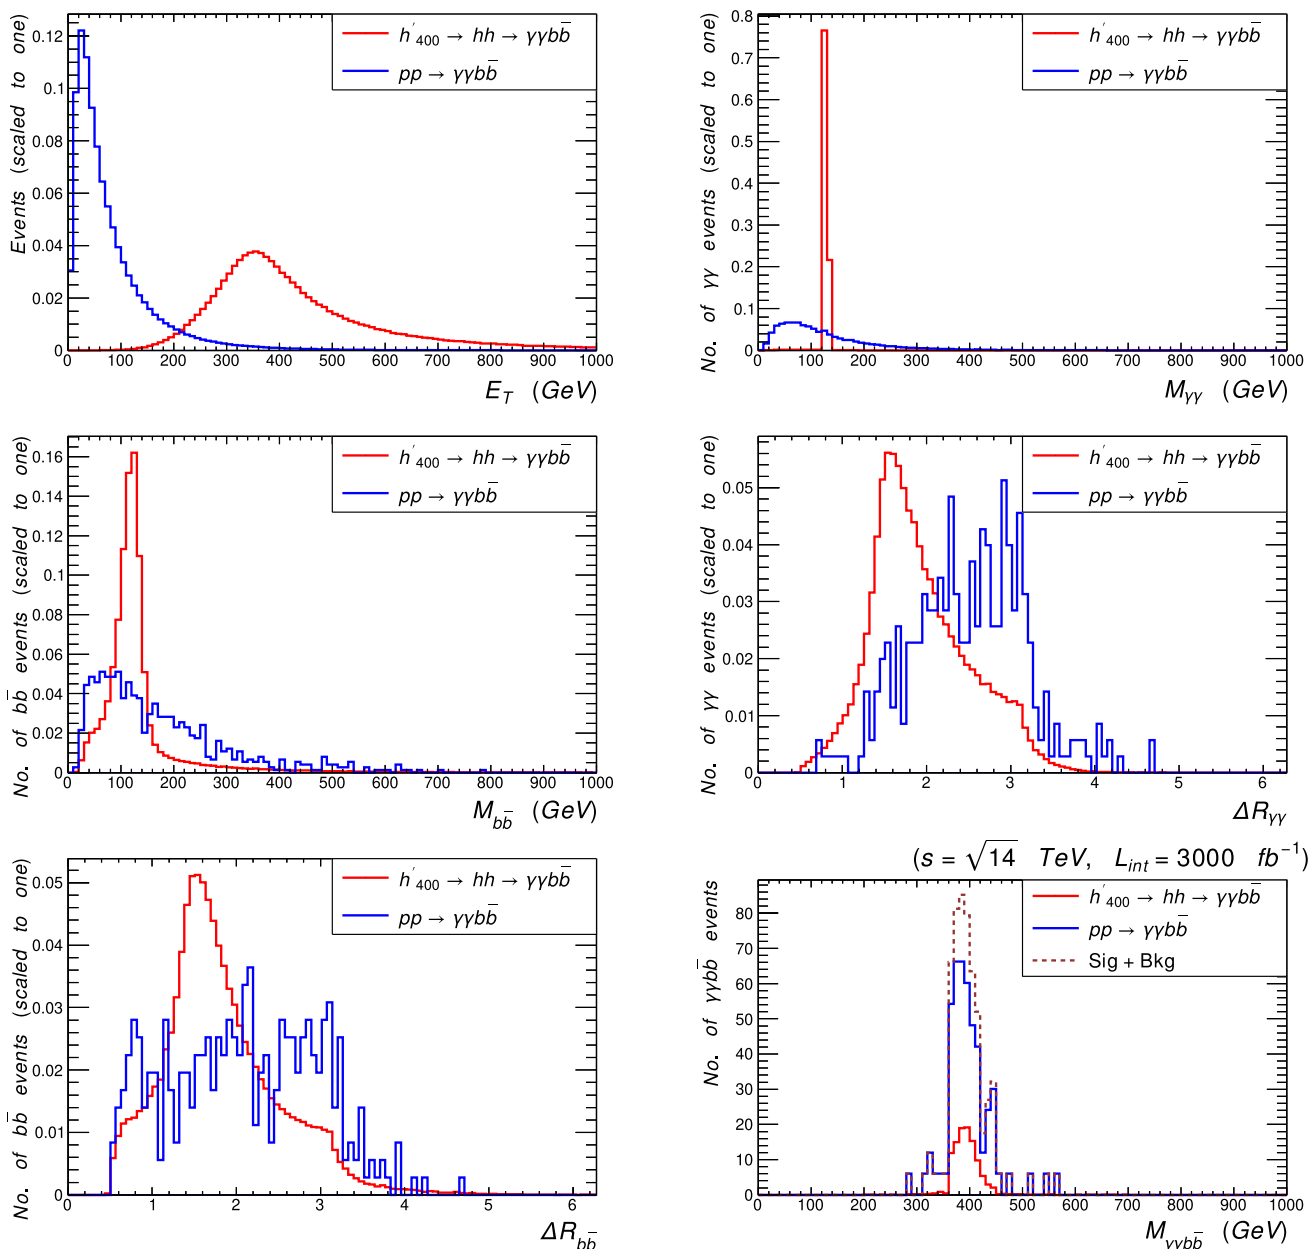 Events (scaled to one)
0.12
0.1
0.08
0.06
0.04
0.02
0
h′₄₀₀ → hh → γγbb̅
pp → γγbb̅
0 100 200 300 400 500 600 700 800 900 1000
E_T (GeV)
No. of γγ events (scaled to one)
0.8
0.7
0.6
0.5
0.4
0.3
0.2
0.1
0
h′₄₀₀ → hh → γγbb̅
pp → γγbb̅
0 100 200 300 400 500 600 700 800 900 1000
M_γγ (GeV)
No. of bb̅ events (scaled to one)
0.16
0.14
0.12
0.1
0.08
0.06
0.04
0.02
0
h′₄₀₀ → hh → γγbb̅
pp → γγbb̅
0 100 200 300 400 500 600 700 800 900 1000
M_bb̅ (GeV)
No. of γγ events (scaled to one)
0.05
0.04
0.03
0.02
0.01
0
h′₄₀₀ → hh → γγbb̅
pp → γγbb̅
0 1 2 3 4 5 6
ΔR_γγ
No. of bb̅ events (scaled to one)
0.05
0.04
0.03
0.02
0.01
0
h′₄₀₀ → hh → γγbb̅
pp → γγbb̅
0 1 2 3 4 5 6
ΔR_bb̅
(s = √14 TeV, L_int = 3000 fb⁻¹)
No. of γγbb̅ events
80
70
60
50
40
30
20
10
0
h′₄₀₀ → hh → γγbb̅
pp → γγbb̅
Sig + Bkg
0 100 200 300 400 500 600 700 800 900 1000
M_γγbb̅ (GeV)